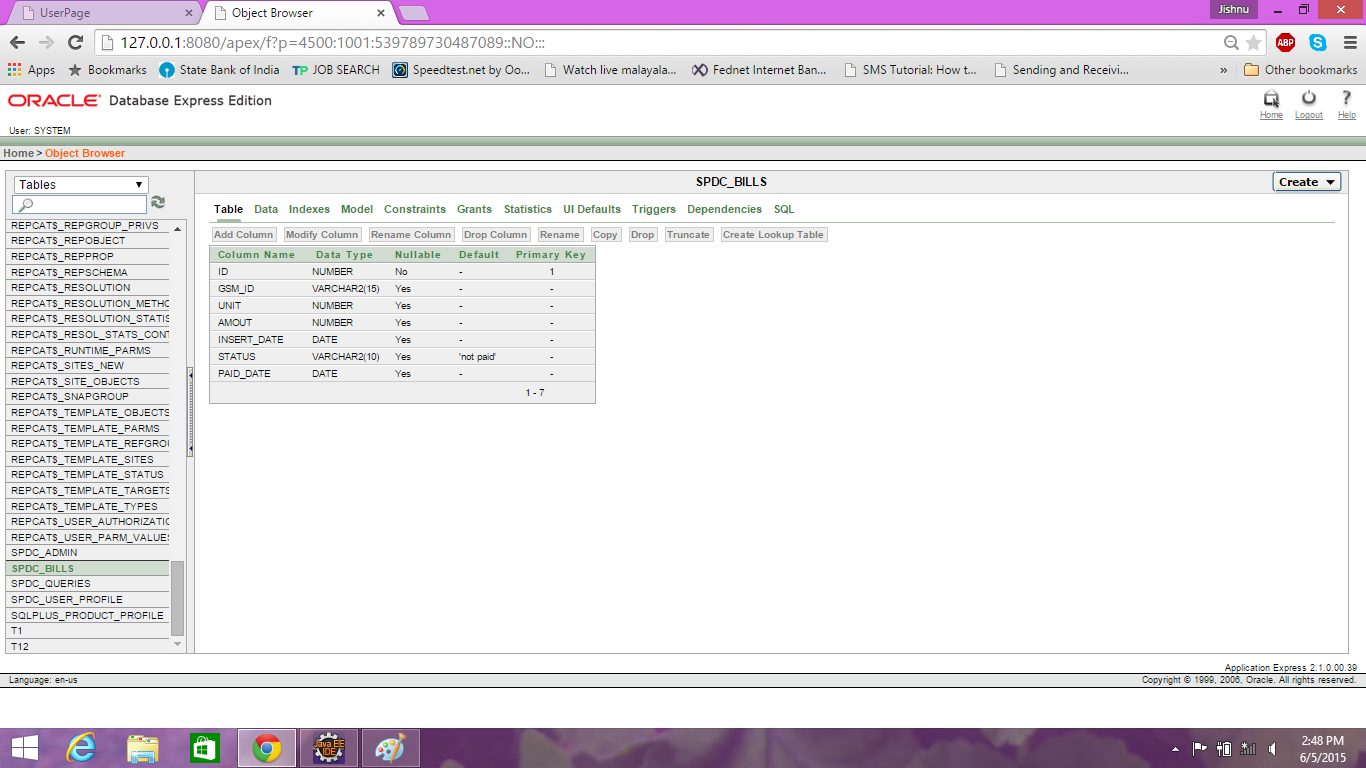 UserPage
Object Browser
Jishnu
127.0.0.1:8080/apex/f?p=4500:1001:539789730487089::NO:::
ABP
Apps Bookmarks State Bank of India TP JOB SEARCH Speedtest.net by Oo... Watch live malayala... Fednet Internet Ban... SMS Tutorial: How t... Sending and Receivi... » Other bookmarks
ORACLE Database Express Edition
Home Logout Help
User: SYSTEM
Home > Object Browser
Tables
REPCAT$_REPGROUP_PRIVS
REPCAT$_REPOBJECT
REPCAT$_REPPROP
REPCAT$_REPSCHEMA
REPCAT$_RESOLUTION
REPCAT$_RESOLUTION_METHO
REPCAT$_RESOLUTION_STATIS
REPCAT$_RESOL_STATS_CONT
REPCAT$_RUNTIME_PARMS
REPCAT$_SITES_NEW
REPCAT$_SITE_OBJECTS
REPCAT$_SNAPGROUP
REPCAT$_TEMPLATE_OBJECTS
REPCAT$_TEMPLATE_PARMS
REPCAT$_TEMPLATE_REFGROU
REPCAT$_TEMPLATE_SITES
REPCAT$_TEMPLATE_STATUS
REPCAT$_TEMPLATE_TARGETS
REPCAT$_TEMPLATE_TYPES
REPCAT$_USER_AUTHORIZATIO
REPCAT$_USER_PARM_VALUES
SPDC_ADMIN
SPDC_BILLS
SPDC_QUERIES
SPDC_USER_PROFILE
SQLPLUS_PRODUCT_PROFILE
T1
T12
SPDC_BILLS
Create
Table Data Indexes Model Constraints Grants Statistics UI Defaults Triggers Dependencies SQL
Add Column Modify Column Rename Column Drop Column Rename Copy Drop Truncate Create Lookup Table
Column Name Data Type Nullable Default Primary Key
ID NUMBER No - 1
GSM_ID VARCHAR2(15) Yes - -
UNIT NUMBER Yes - -
AMOUT NUMBER Yes - -
INSERT_DATE DATE Yes - -
STATUS VARCHAR2(10) Yes 'not paid' -
PAID_DATE DATE Yes - -
1 - 7
Application Express 2.1.0.00.39
Language: en-us
Copyright © 1999, 2006, Oracle. All rights reserved.
Java EE
IDE
2:48 PM
6/5/2015